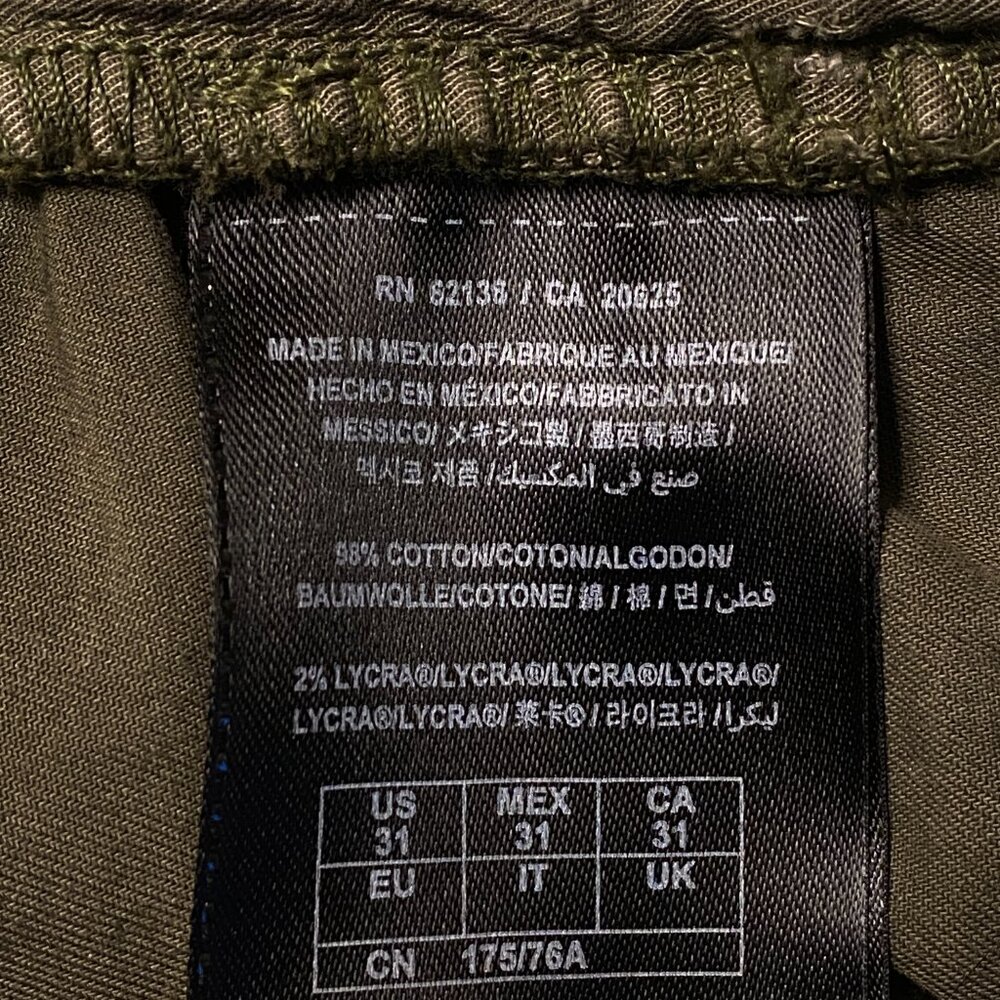 RN 62136 / CA 20625
MADE IN MEXICO/FABRIQUE AU MEXIQUE/
HECHO EN MÉXICO/FABBRICATO IN
MESSICO/ メキシコ製 / 墨西哥制造 /
멕시코 제품 / صنع في المكسيك
98% COTTON/COTON/ALGODON/
BAUMWOLLE/COTONE/ 綿 / 棉 / 면 / قطن
2% LYCRA®/LYCRA®/LYCRA®/LYCRA®/
LYCRA®/LYCRA®/ 莱卡® / 라이크라 / ليكرا
US MEX CA
31 31 31
EU IT UK
CN 175/76A